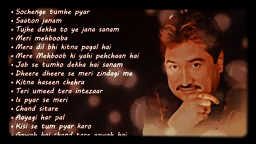 • Sochenge tumhe pyar
• Saaton janam
• Tujhe dekha to ye jana sanam
• Meri mehbooba
• Mera dil bhi kitna pagal hai
• Mere Mehboob ki yahi pehchaan hai
• Jab se tumko dekha hai sanam
• Dheere dheere se meri zindagi me
• Kitna haseen chehra
• Teri umeed tera intezaar
• Is pyar se meri
• Chand sitare
• Aayegi har pal
• Kisi se tum pyar karo